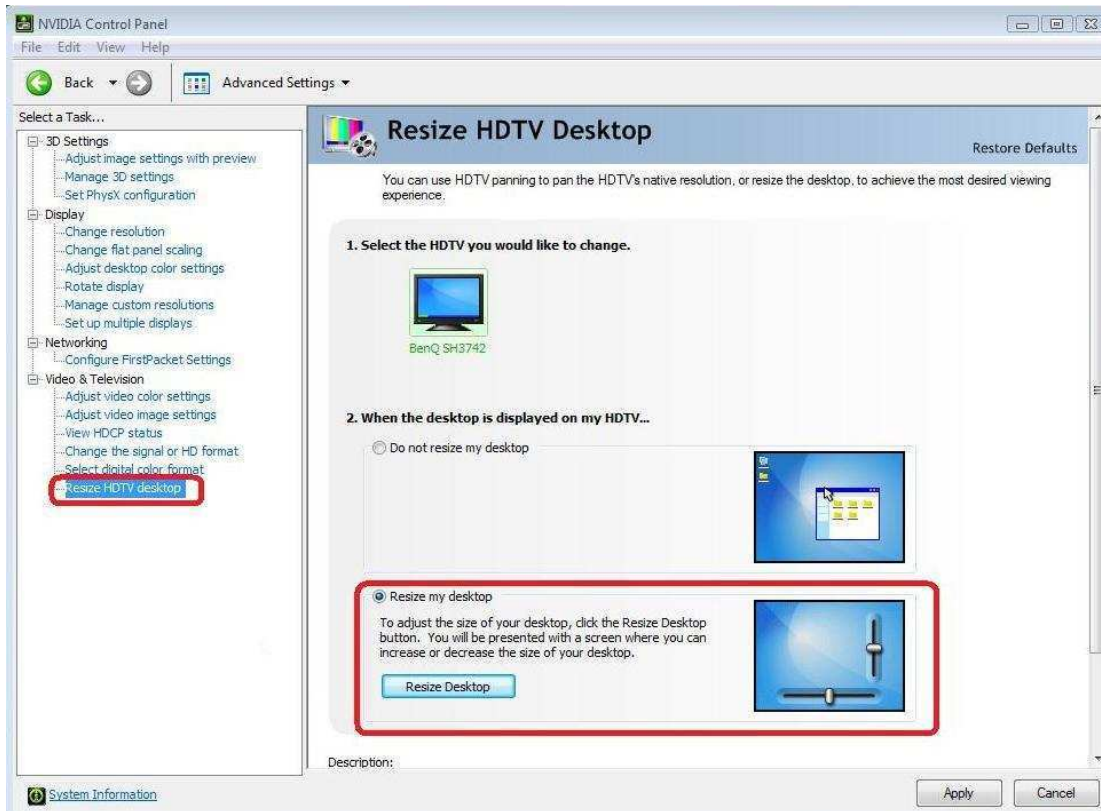 NVIDIA Control Panel
File Edit View Help
Back Advanced Settings
Select a Task...
3D Settings
Adjust image settings with preview
Manage 3D settings
Set PhysX configuration
Display
Change resolution
Change flat panel scaling
Adjust desktop color settings
Rotate display
Manage custom resolutions
Set up multiple displays
Networking
Configure FirstPacket Settings
Video & Television
Adjust video color settings
Adjust video image settings
View HDCP status
Change the signal or HD format
Select digital color format
Resize HDTV desktop
System Information
Resize HDTV Desktop
Restore Defaults
You can use HDTV panning to pan the HDTV's native resolution, or resize the desktop, to achieve the most desired viewing
experience.
1. Select the HDTV you would like to change.
BenQ SH3742
2. When the desktop is displayed on my HDTV...
Do not resize my desktop
Resize my desktop
To adjust the size of your desktop, click the Resize Desktop
button. You will be presented with a screen where you can
increase or decrease the size of your desktop.
Resize Desktop
Description:
Apply Cancel